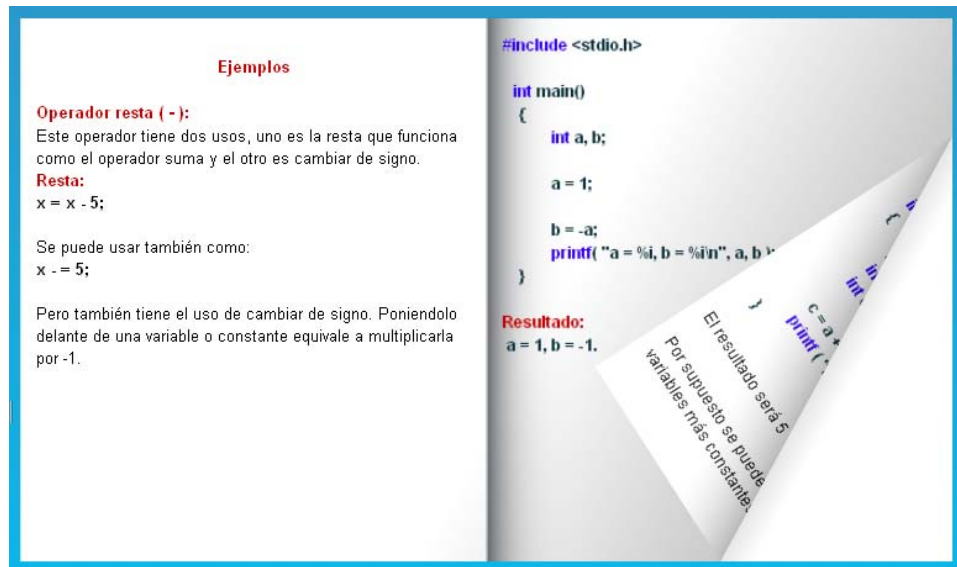 Ejemplos
Operador resta ( - ):
Este operador tiene dos usos, uno es la resta que funciona
como el operador suma y el otro es cambiar de signo.
Resta:
x = x - 5;
Se puede usar también como:
x - = 5;
Pero también tiene el uso de cambiar de signo. Poniendolo
delante de una variable o constante equivale a multiplicarla
por -1.
#include <stdio.h>
int main()
{
int a, b;
a = 1;
b = -a;
printf( "a = %i, b = %i\n", a, b );
}
Resultado:
a = 1, b = -1.
{
int
c = a +
printf ( "
}
El resultado será 5
Por supuesto se puede
variables más constante